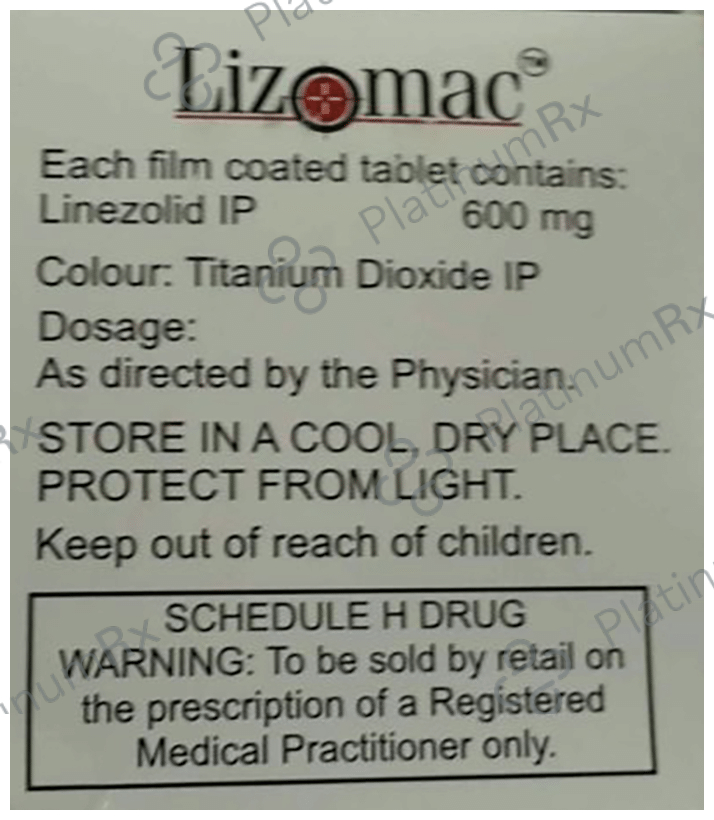 Lizomac™
Each film coated tablet contains:
Linezolid IP 600 mg
Colour: Titanium Dioxide IP
Dosage:
As directed by the Physician.
STORE IN A COOL, DRY PLACE.
PROTECT FROM LIGHT.
Keep out of reach of children.
SCHEDULE H DRUG
WARNING: To be sold by retail on
the prescription of a Registered
Medical Practitioner only.
PlatinumRx
PlatinumRx
PlatinumRx